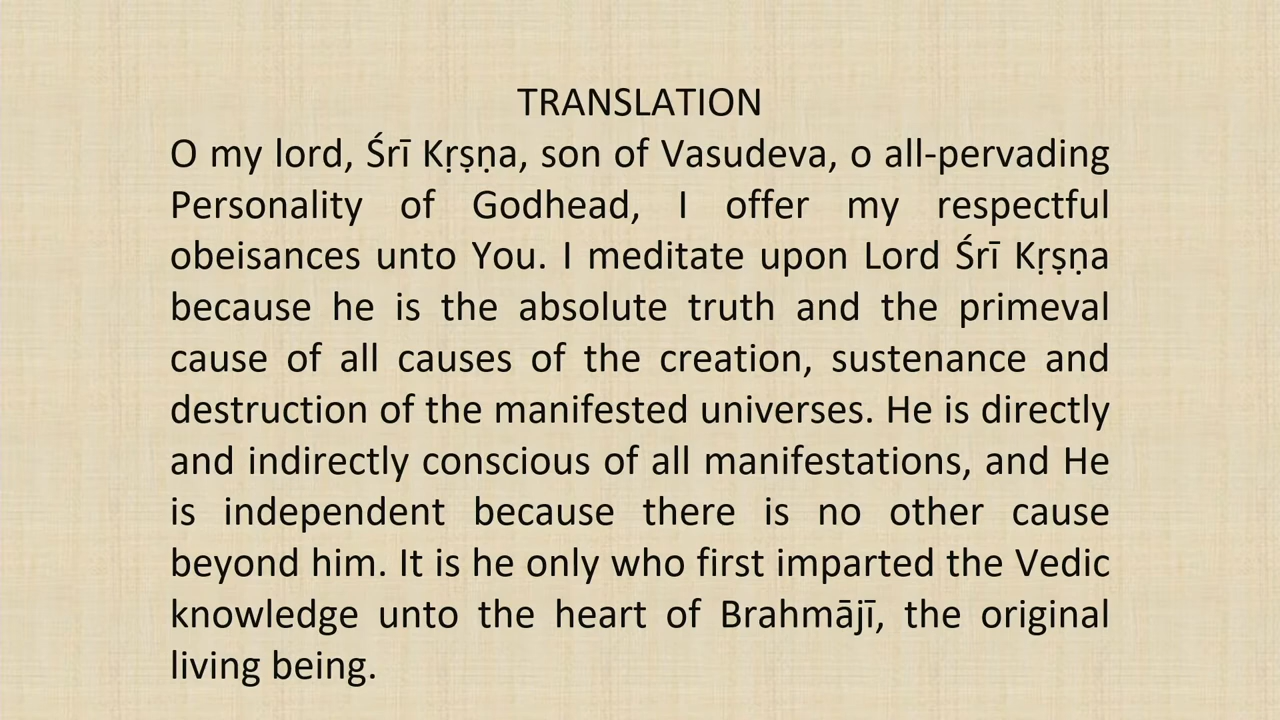 TRANSLATION
O my lord, Śrī Kṛṣṇa, son of Vasudeva, o all-pervading
Personality of Godhead, I offer my respectful
obeisances unto You. I meditate upon Lord Śrī Kṛṣṇa
because he is the absolute truth and the primeval
cause of all causes of the creation, sustenance and
destruction of the manifested universes. He is directly
and indirectly conscious of all manifestations, and He
is independent because there is no other cause
beyond him. It is he only who first imparted the Vedic
knowledge unto the heart of Brahmājī, the original
living being.